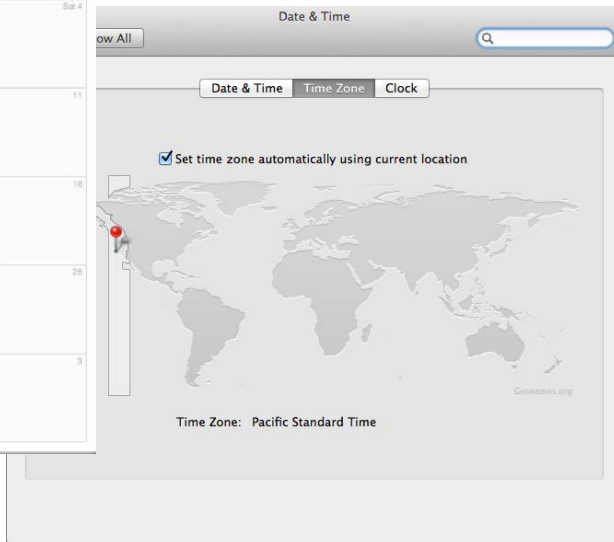 Sat 4
11
18
25
3
Date & Time
ow All
Date & Time Time Zone Clock
Set time zone automatically using current location
Geonames.org
Time Zone: Pacific Standard Time